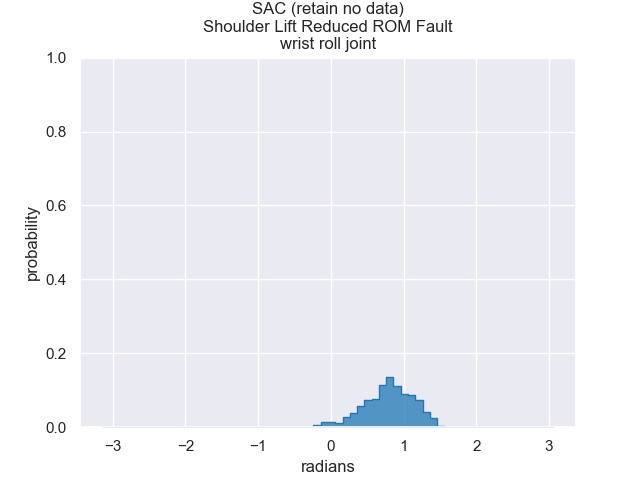 SAC (retain no data)
Shoulder Lift Reduced ROM Fault
wrist roll joint
1.0
0.8
0.6
0.4
0.2
0.0
probability
−3 −2 −1 0 1 2 3
radians